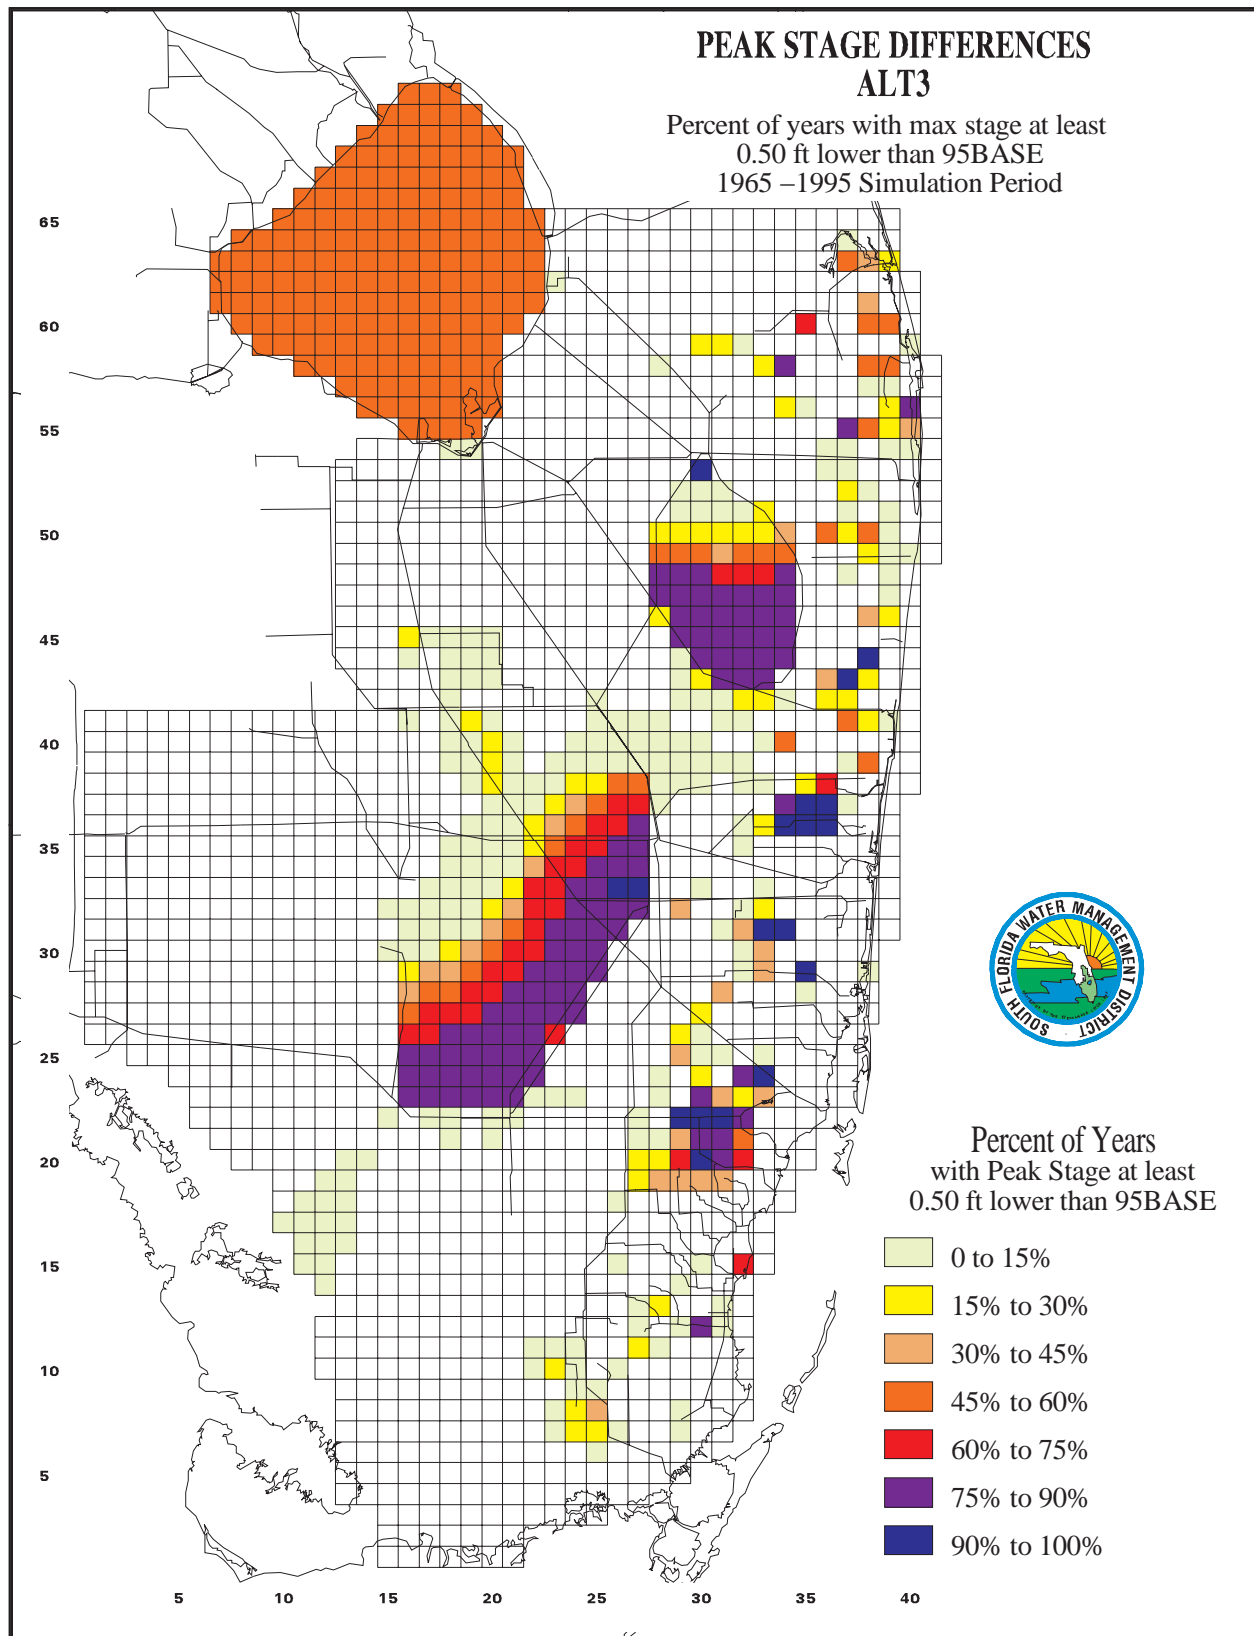 PEAK STAGE DIFFERENCES
ALT3
Percent of years with max stage at least
0.50 ft lower than 95BASE
1965 –1995 Simulation Period
65
60
55
50
45
40
35
30
25
20
15
10
5
SOUTH FLORIDA WATER MANAGEMENT DISTRICT
Percent of Years
with Peak Stage at least
0.50 ft lower than 95BASE
0 to 15%
15% to 30%
30% to 45%
45% to 60%
60% to 75%
75% to 90%
90% to 100%
5 10 15 20 25 30 35 40